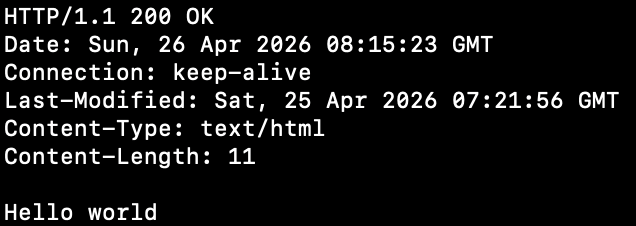 HTTP/1.1 200 OK
Date: Sun, 26 Apr 2026 08:15:23 GMT
Connection: keep-alive
Last-Modified: Sat, 25 Apr 2026 07:21:56 GMT
Content-Type: text/html
Content-Length: 11

Hello world